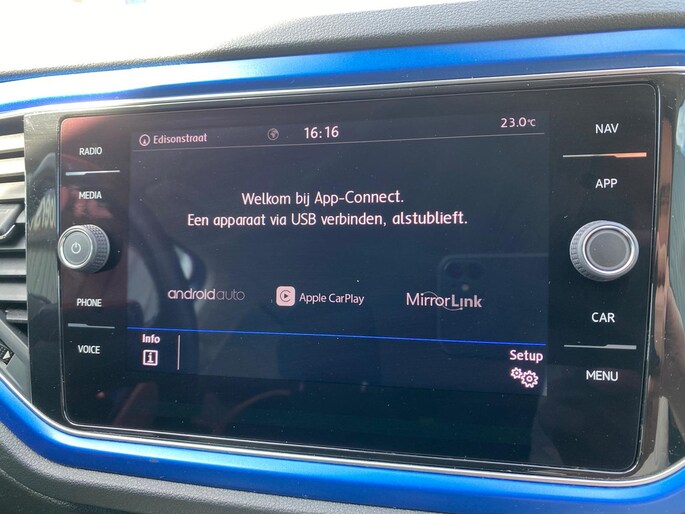 RADIO
MEDIA
PHONE
VOICE
Edisonstraat 16:16 23.0°C
Welkom bij App-Connect.
Een apparaat via USB verbinden, alstublieft.
androidauto Apple CarPlay MirrorLink
Info Setup
NAV
APP
CAR
MENU